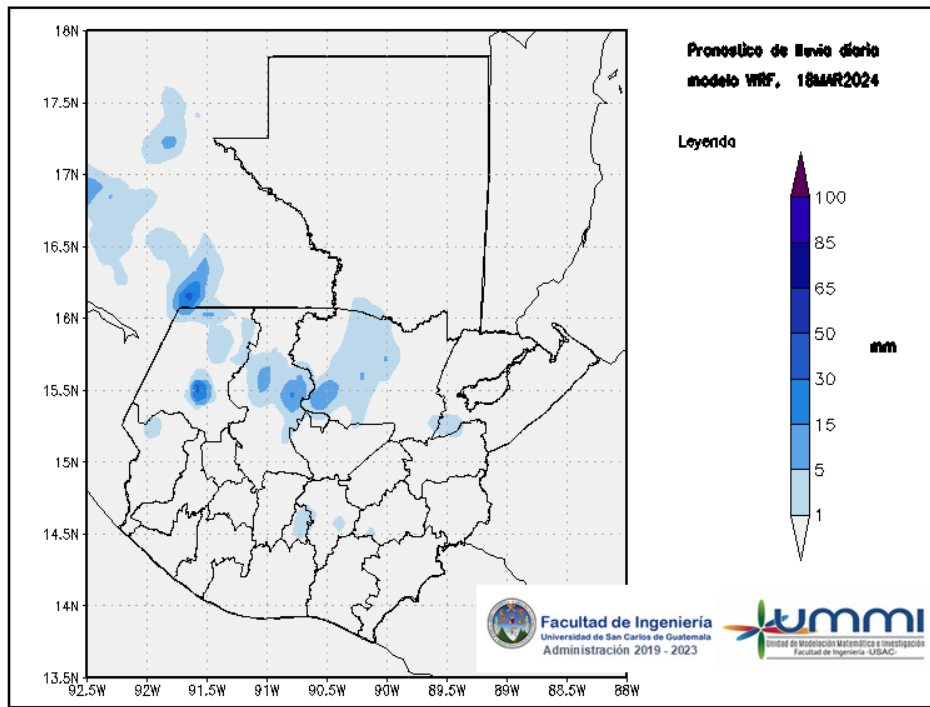 18N
17.5N
17N
16.5N
16N
15.5N
15N
14.5N
14N
13.5N
92.5W 92W 91.5W 91W 90.5W 90W 89.5W 89W 88.5W 88W
Pronostico de lluvia diaria
modelo WRF, 18MAR2024
Leyenda
100
85
65
50
30
15
5
1
mm
Facultad de Ingeniería
Universidad de San Carlos de Guatemala
Administración 2019 - 2023
UMMI
Unidad de Modelación Matemática e Investigación
Facultad de Ingeniería -USAC-